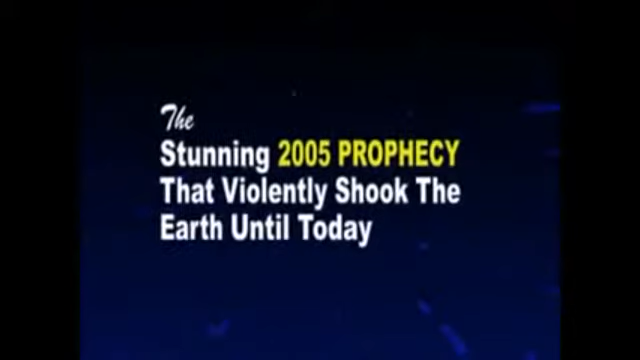 The
Stunning 2005 PROPHECY
That Violently Shook The
Earth Until Today